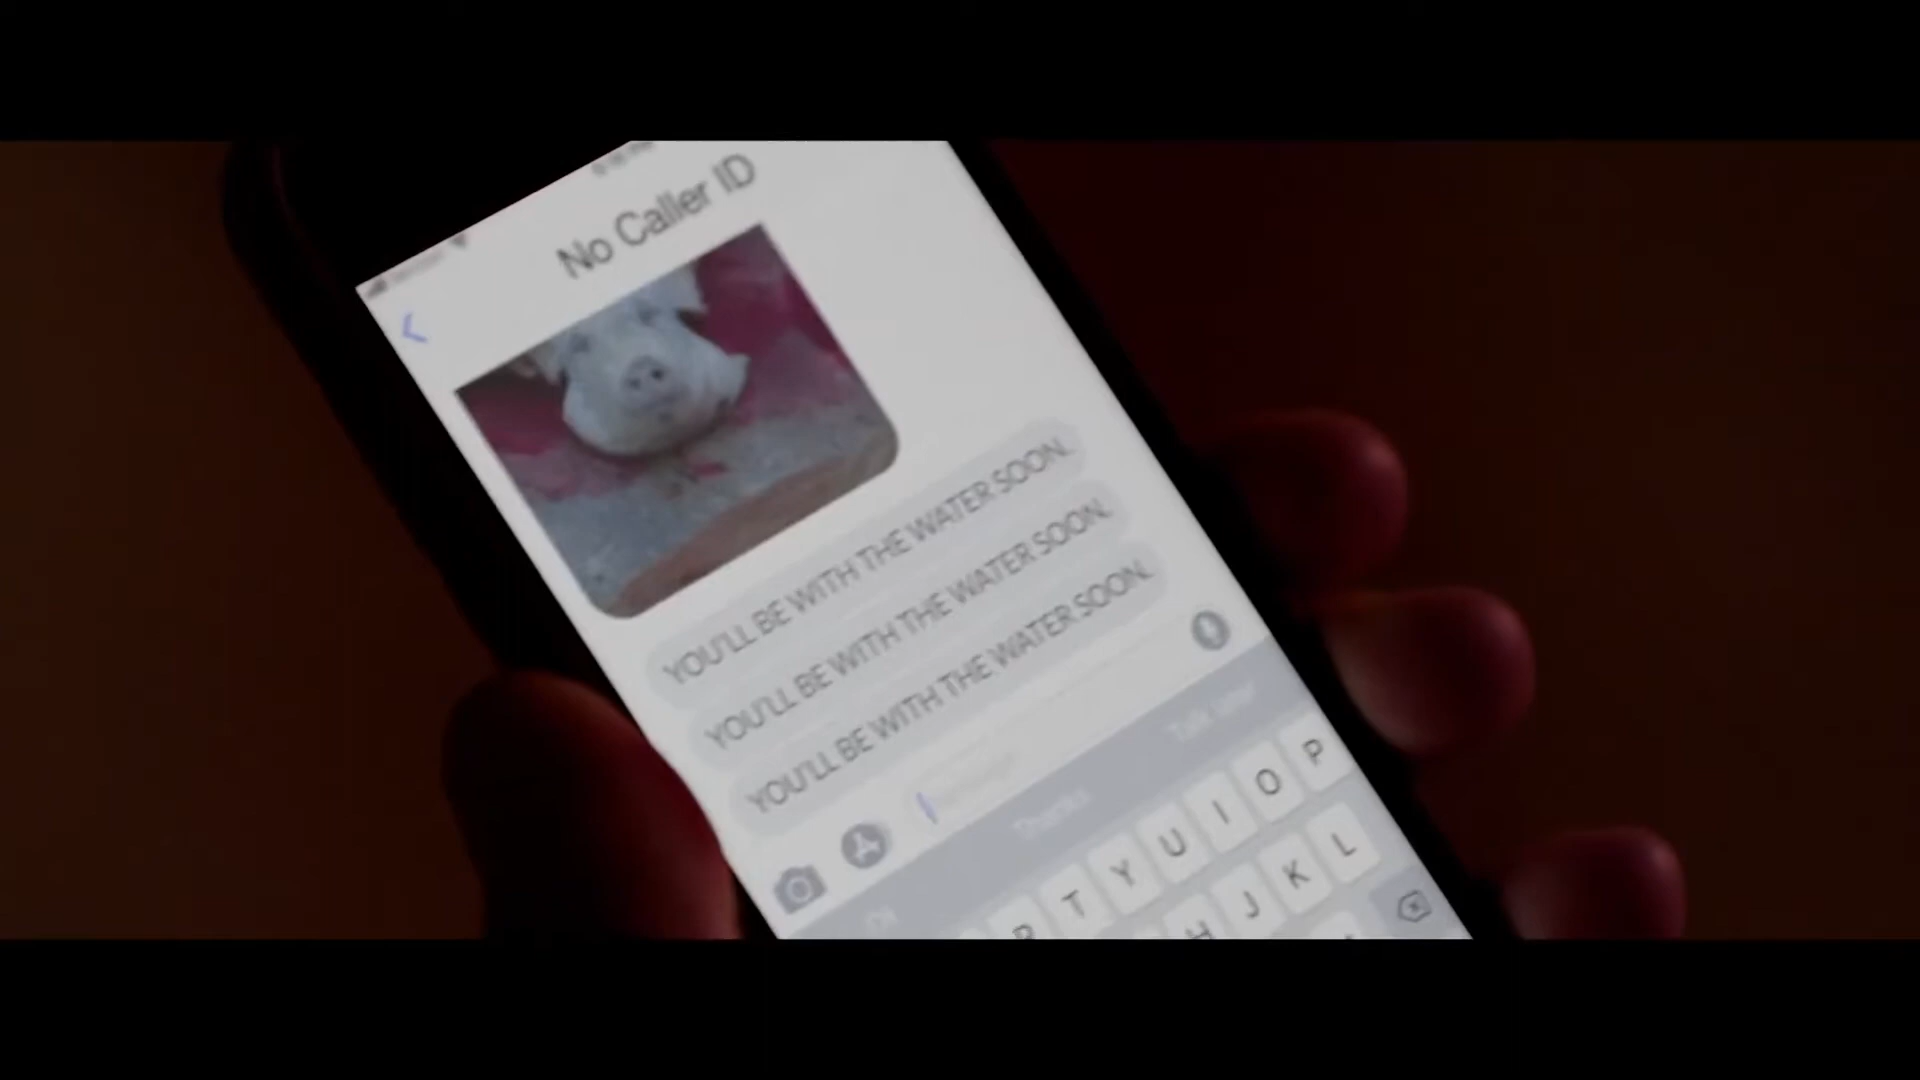 No Caller ID
YOU'LL BE WITH THE WATER SOON.
YOU'LL BE WITH THE WATER SOON.
YOU'LL BE WITH THE WATER SOON.
Thanks
T Y U I O P
H J K L